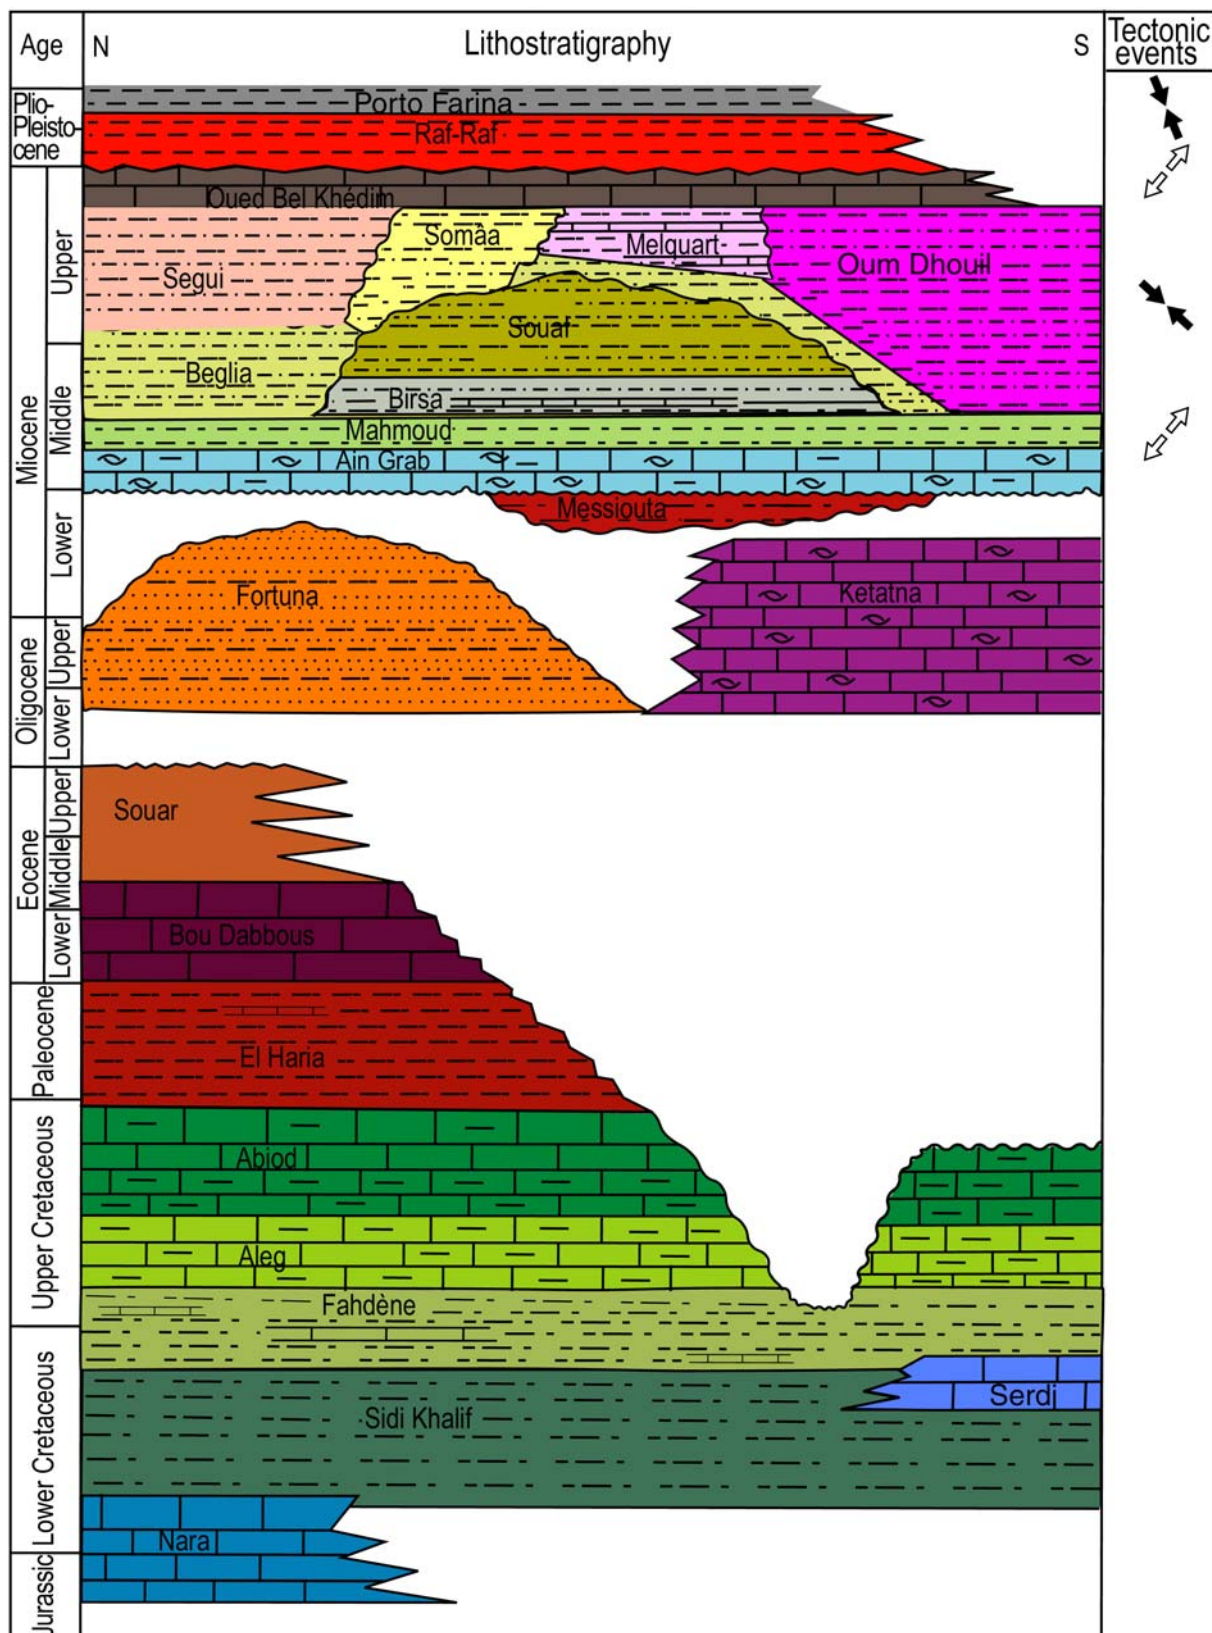 Age
N
Lithostratigraphy
S
Tectonic
events
Plio-
Pleisto-
cene
Porto Farina
Raf-Raf
Miocene
Upper
Oued Bel Khédim
Segui
Somâa
Melquart
Oum Dhouil
Souaf
Middle
Beglia
Birsa
Mahmoud
Ain Grab
Lower
Messiouta
Fortuna
Ketatna
Oligocene
Upper
Lower
Eocene
Upper
Souar
Middle
Lower
Bou Dabbous
Paleocene
El Haria
Upper Cretaceous
Abiod
Aleg
Fahdène
Lower Cretaceous
Serdj
Sidi Khalif
Nara
Jurassic